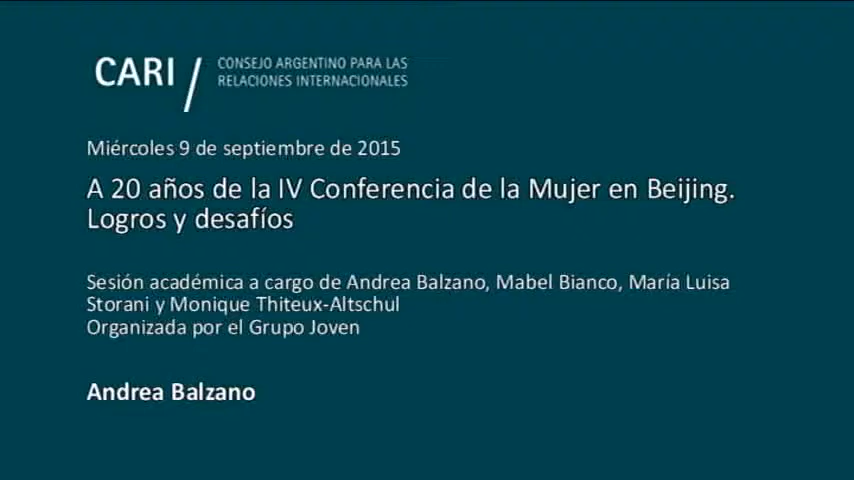 CARI/
CONSEJO ARGENTINO PARA LAS
RELACIONES INTERNACIONALES
Miércoles 9 de septiembre de 2015
A 20 años de la IV Conferencia de la Mujer en Beijing.
Logros y desafíos
Sesión académica a cargo de Andrea Balzano, Mabel Bianco, María Luisa
Storani y Monique Thiteux-Altschul
Organizada por el Grupo Joven
Andrea Balzano